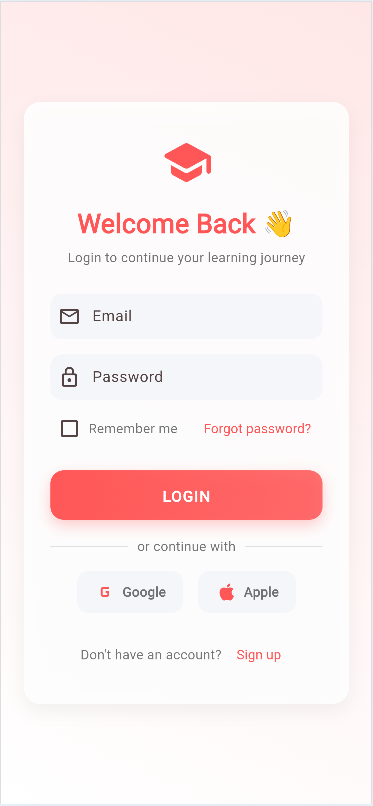 Welcome Back 👋
Login to continue your learning journey
Email
Password
Remember me Forgot password?
LOGIN
or continue with
G Google Apple
Don't have an account? Sign up